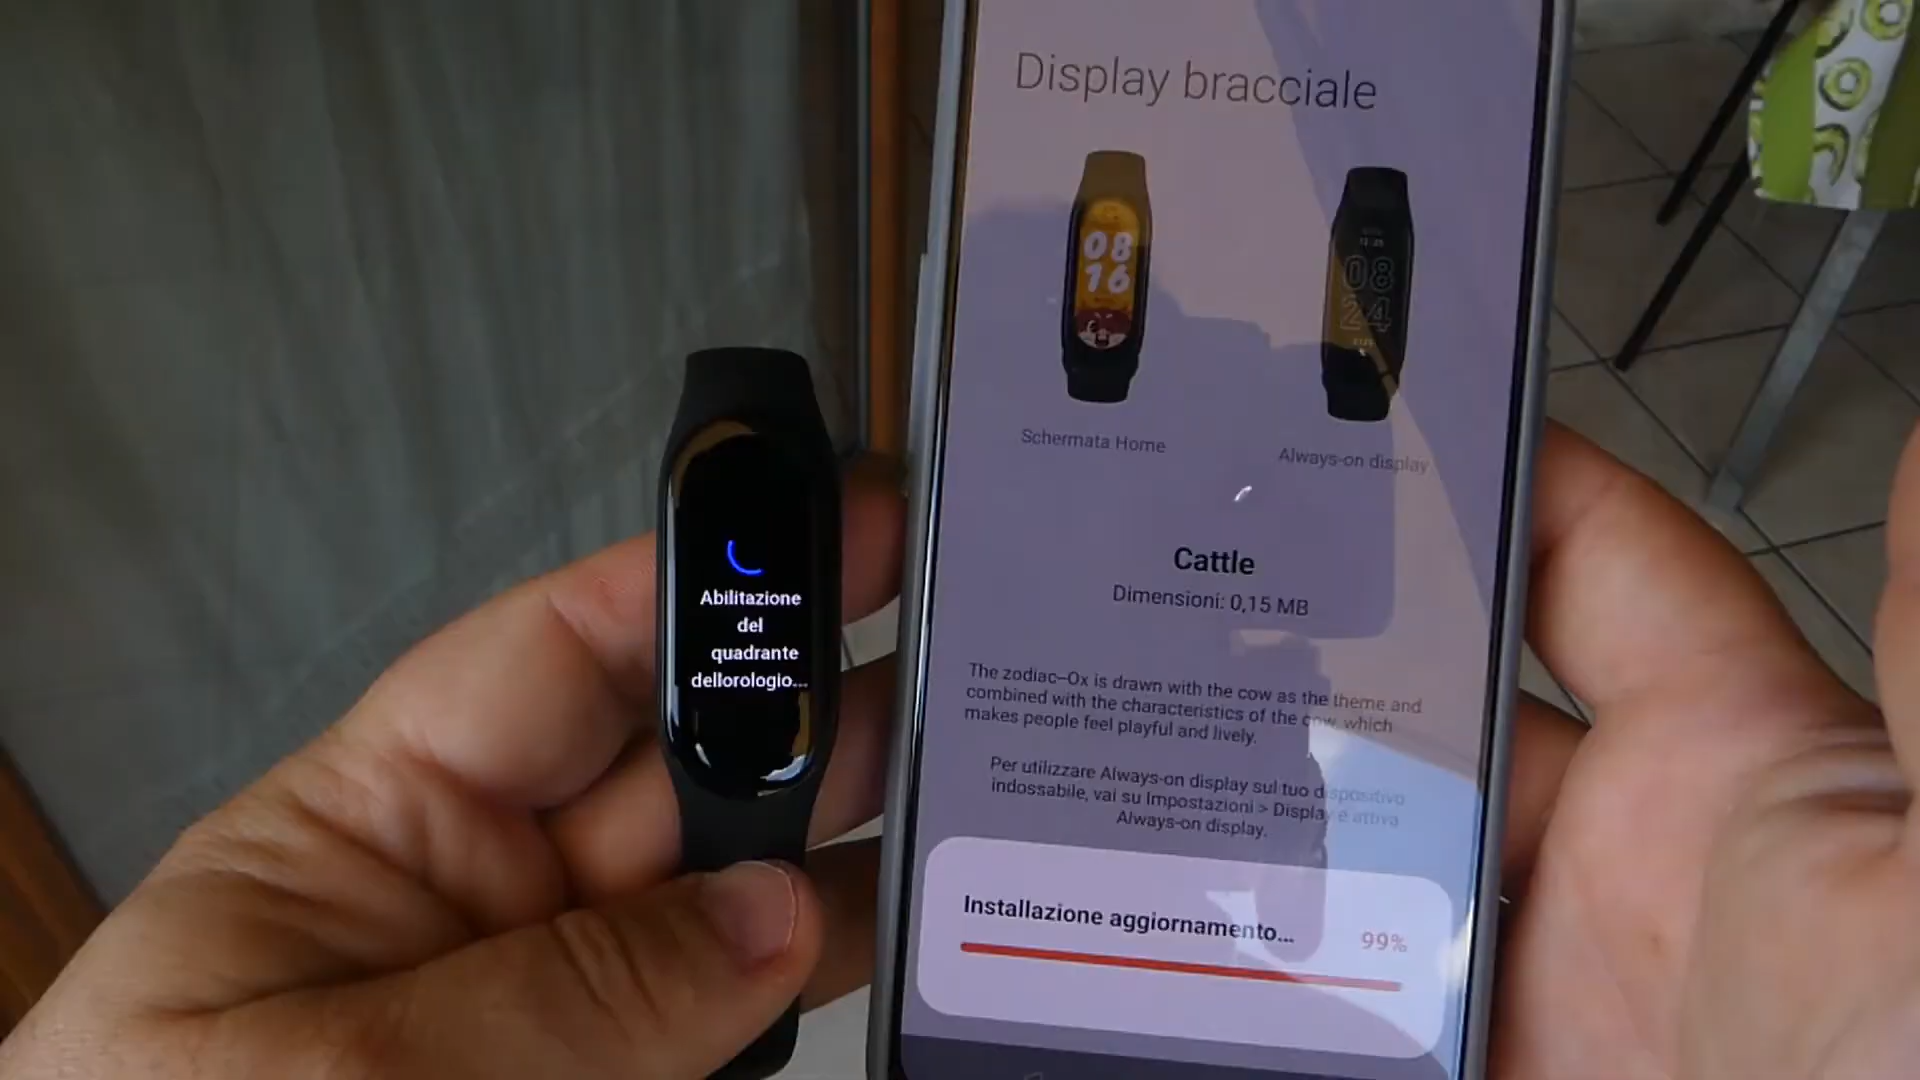 Display bracciale
08
16
08
24
Schermata Home
Always-on display
Cattle
Dimensioni: 0,15 MB
The zodiac–Ox is drawn with the cow as the theme and
combined with the characteristics of the cow, which
makes people feel playful and lively.
Per utilizzare Always-on display sul tuo dispositivo
indossabile, vai su Impostazioni > Display e attiva
Always-on display.
Installazione aggiornamento...
99%
Abilitazione
del
quadrante
dellorologio...